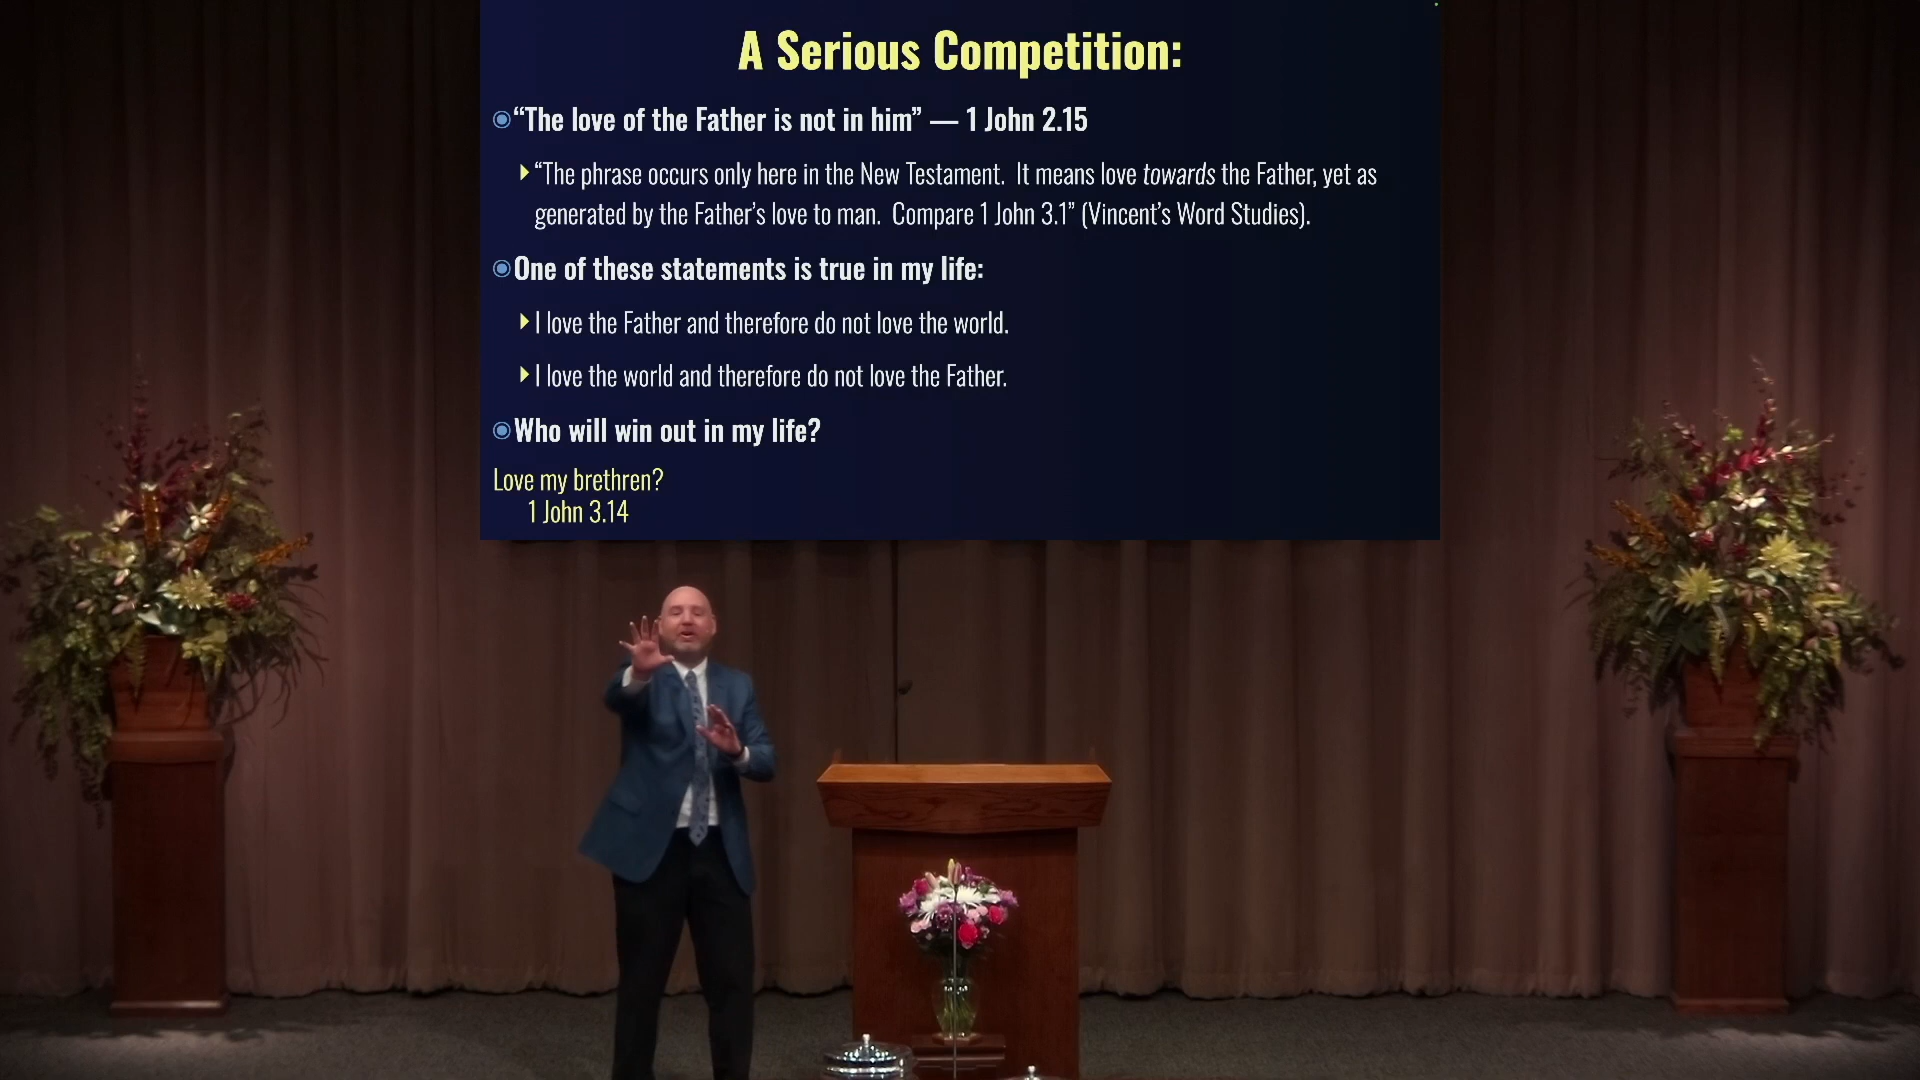 A Serious Competition:
“The love of the Father is not in him” — 1 John 2.15
“The phrase occurs only here in the New Testament.  It means love towards the Father, yet as
generated by the Father’s love to man.  Compare 1 John 3.1” (Vincent’s Word Studies).
One of these statements is true in my life:
I love the Father and therefore do not love the world.
I love the world and therefore do not love the Father.
Who will win out in my life?
Love my brethren?
1 John 3.14